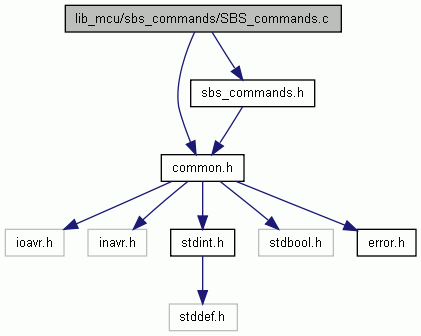 lib_mcu/sbs_commands/SBS_commands.c
sbs_commands.h
common.h
ioavr.h
inavr.h
stdint.h
stdbool.h
error.h
stddef.h